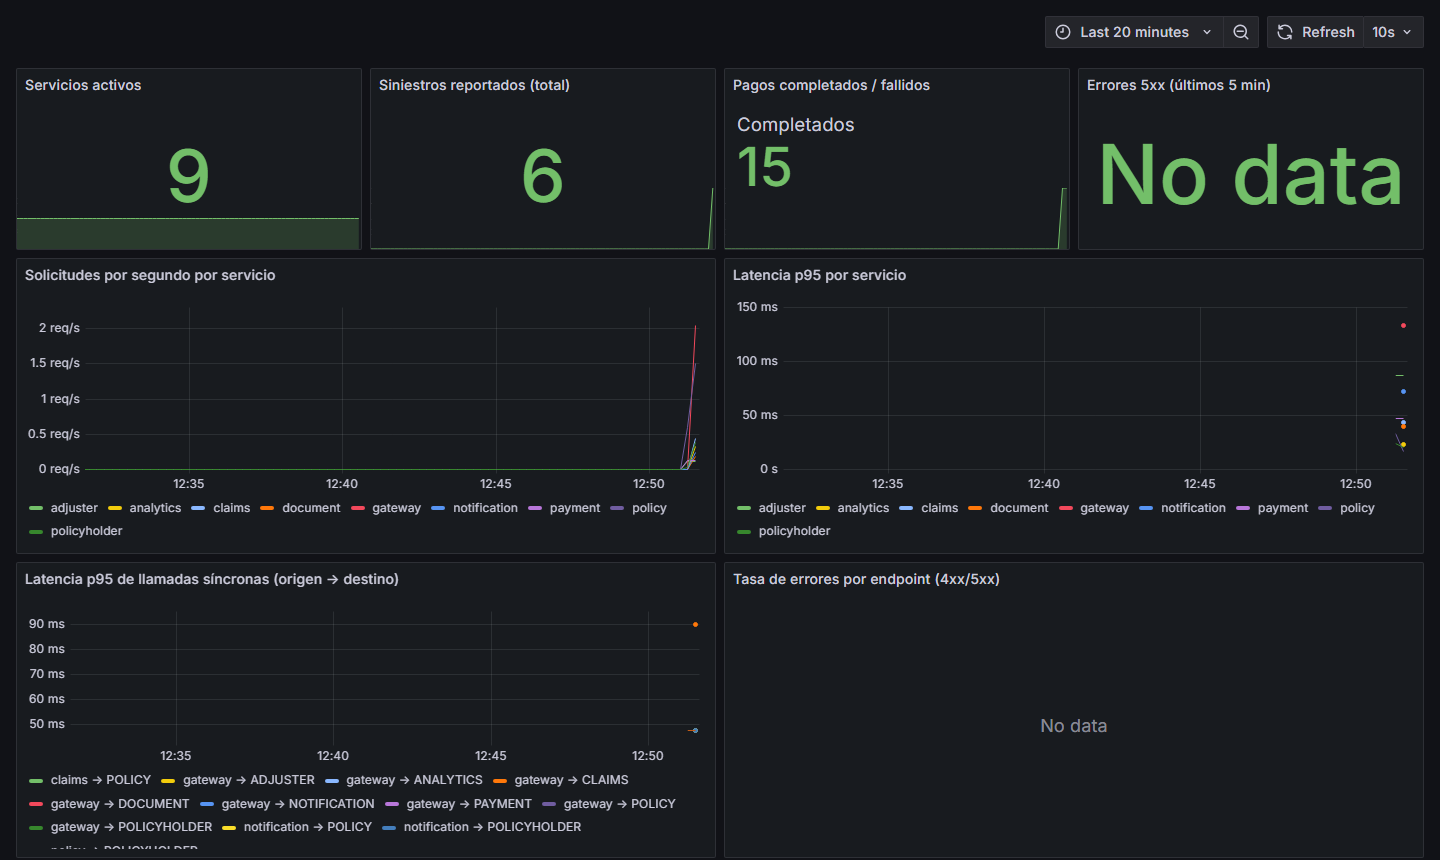 Last 20 minutes
Refresh
10s
Servicios activos
9
Siniestros reportados (total)
6
Pagos completados / fallidos
Completados
15
Errores 5xx (últimos 5 min)
No data
Solicitudes por segundo por servicio
2 req/s
1.5 req/s
1 req/s
0.5 req/s
0 req/s
12:35 12:40 12:45 12:50
adjuster analytics claims document gateway notification payment policy
policyholder
Latencia p95 por servicio
150 ms
100 ms
50 ms
0 s
12:35 12:40 12:45 12:50
adjuster analytics claims document gateway notification payment policy
policyholder
Latencia p95 de llamadas síncronas (origen → destino)
90 ms
80 ms
70 ms
60 ms
50 ms
12:35 12:40 12:45 12:50
claims → POLICY gateway → ADJUSTER gateway → ANALYTICS gateway → CLAIMS
gateway → DOCUMENT gateway → NOTIFICATION gateway → PAYMENT gateway → POLICY
gateway → POLICYHOLDER notification → POLICY notification → POLICYHOLDER
policy → POLICYHOLDER
Tasa de errores por endpoint (4xx/5xx)
No data